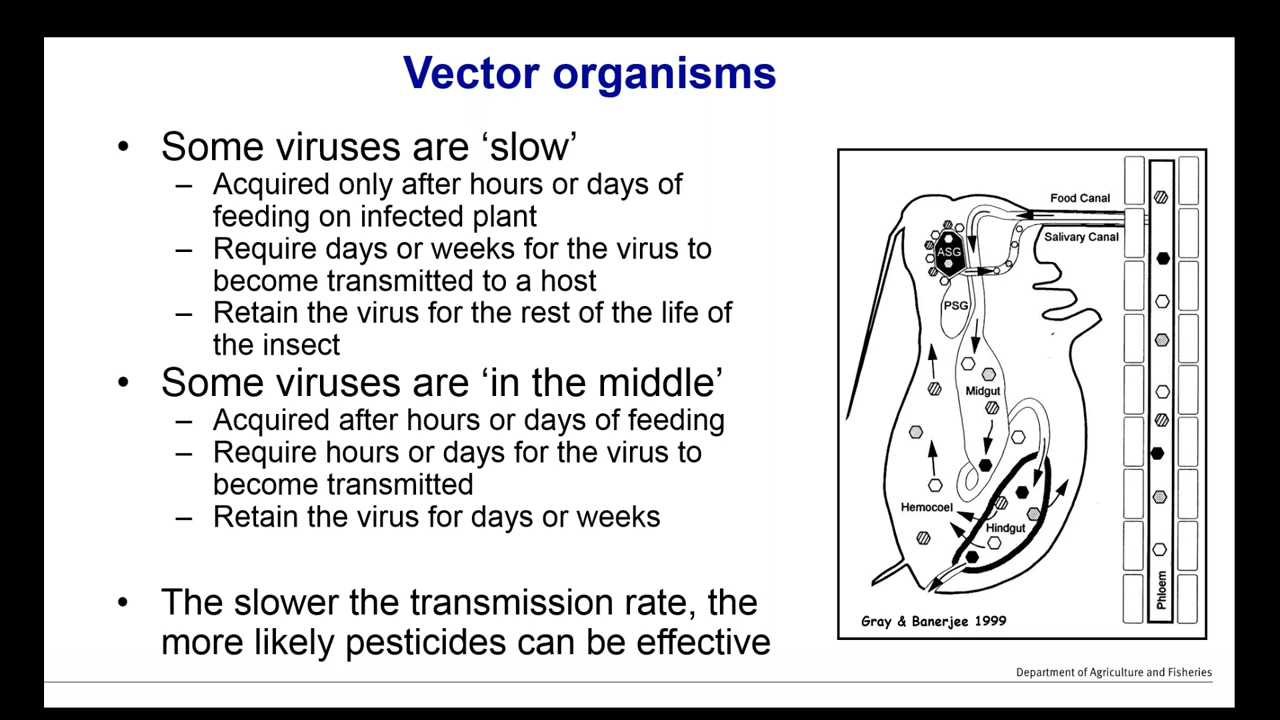 Vector organisms
• Some viruses are ‘slow’
– Acquired only after hours or days of
feeding on infected plant
– Require days or weeks for the virus to
become transmitted to a host
– Retain the virus for the rest of the life of
the insect
• Some viruses are ‘in the middle’
– Acquired after hours or days of feeding
– Require hours or days for the virus to
become transmitted
– Retain the virus for days or weeks
• The slower the transmission rate, the
more likely pesticides can be effective
Food Canal
Salivary Canal
ASG
PSG
Midgut
Hemocoel
Hindgut
Phloem
Gray & Banerjee 1999
Department of Agriculture and Fisheries